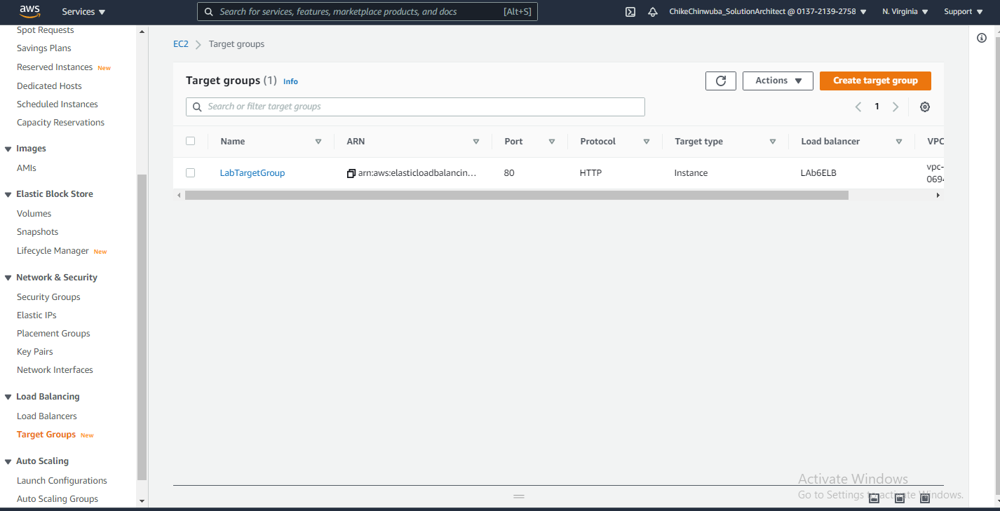 aws Services Search for services, features, marketplace products, and docs [Alt+S] ChikeChinwuba_SolutionArchitect @ 0137-2139-2758 N. Virginia Support
Spot Requests
Savings Plans
Reserved Instances New
Dedicated Hosts
Scheduled Instances
Capacity Reservations
Images
AMIs
Elastic Block Store
Volumes
Snapshots
Lifecycle Manager New
Network & Security
Security Groups
Elastic IPs
Placement Groups
Key Pairs
Network Interfaces
Load Balancing
Load Balancers
Target Groups New
Auto Scaling
Launch Configurations
Auto Scaling Groups
EC2 Target groups
Target groups (1) Info
Actions
Create target group
Search or filter target groups
1
Name ARN Port Protocol Target type Load balancer VPC
LabTargetGroup arn:aws:elasticloadbalancin... 80 HTTP Instance LAb6ELB vpc-
069
Activate Windows
Go to Settings to activate Windows.